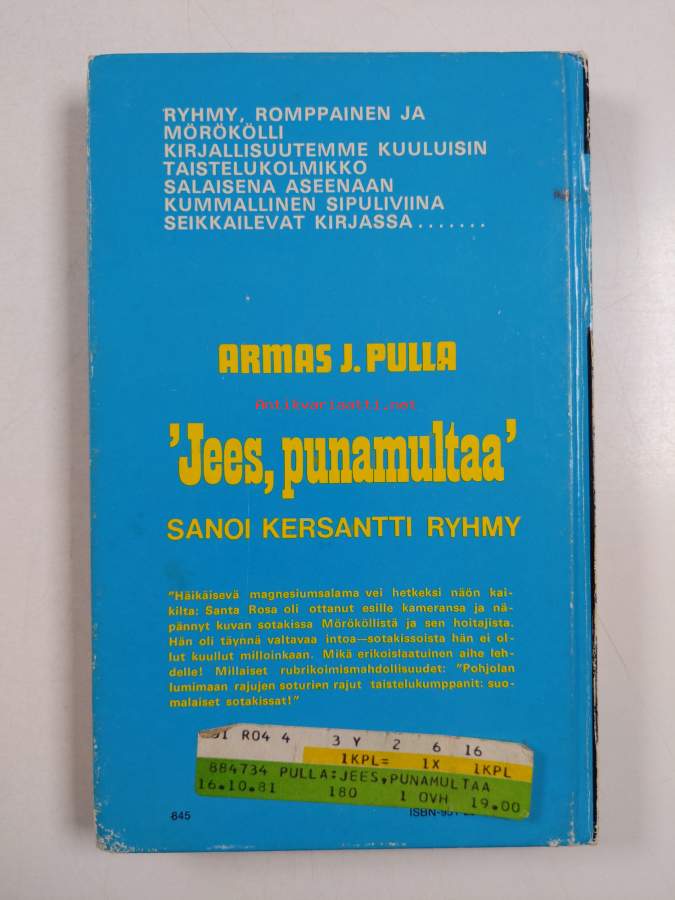 RYHMY, ROMPPAINEN JA
MÖRÖKÖLLI
KIRJALLISUUTEMME KUULUISIN
TAISTELUKOLMIKKO
SALAISENA ASEENAAN
KUMMALLINEN SIPULIVIINA
SEIKKAILEVAT KIRJASSA.......
ARMAS J. PULLA
Antikvariaatti.net
'Jees, punamultaa'
SANOI KERSANTTI RYHMY
"Häikäisevä magnesiumsalama vei hetkeksi näön kai-
kilta: Santa Rosa oli ottanut esille kameransa ja nä-
pännyt kuvan sotakissa Mörököllistä ja sen hoitajista.
Hän oli täynnä valtavaa intoa—sotakissoista hän ei ol-
lut kuullut milloinkaan. Mikä erikoislaatuinen aihe leh-
delle! Millaiset rubrikoimismahdollisuudet: "Pohjolan
lumimaan rajujen soturien rajut taistelukumppanit: suo-
malaiset sotakissat!"
R04 4 3 Y 2 6 16
1KPL= 1X 1KPL
884734 PULLA:JEES,PUNAMULTAA
16.10.81 180 1 OVH 19.00
845